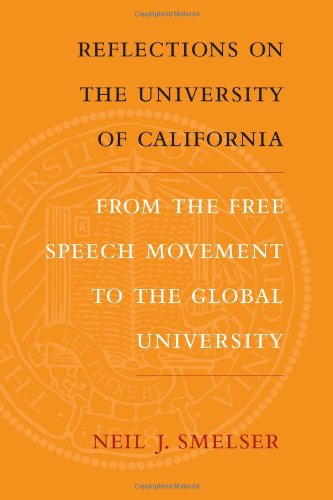 REFLECTIONS ON
THE UNIVERSITY
OF CALIFORNIA
FROM THE FREE
SPEECH MOVEMENT
TO THE GLOBAL
UNIVERSITY
NEIL J. SMELSER